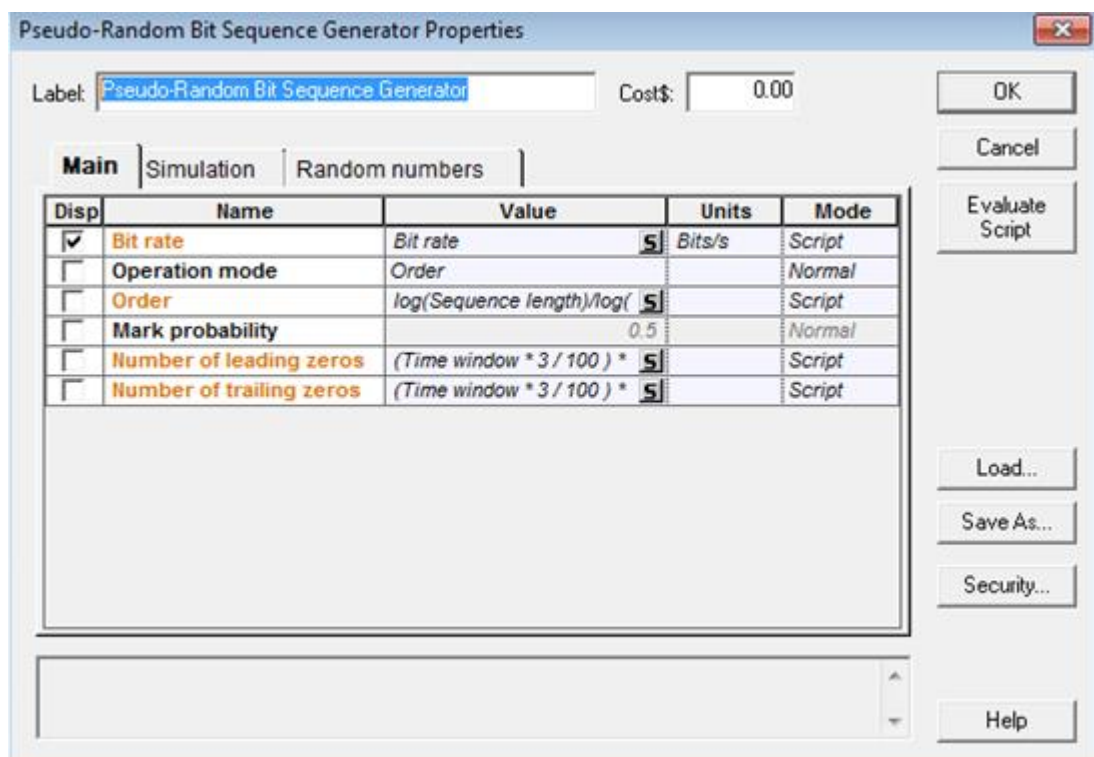 Pseudo-Random Bit Sequence Generator Properties
Label: Pseudo-Random Bit Sequence Generator Cost$: 0.00 OK
Cancel
Main Simulation Random numbers
Evaluate Script
Disp Name Value Units Mode
Bit rate Bit rate S Bits/s Script
Operation mode Order Normal
Order log(Sequence length)/log( S Script
Mark probability 0.5 Normal
Number of leading zeros (Time window * 3 / 100 ) * S Script
Number of trailing zeros (Time window * 3 / 100 ) * S Script
Load...
Save As...
Security...
Help